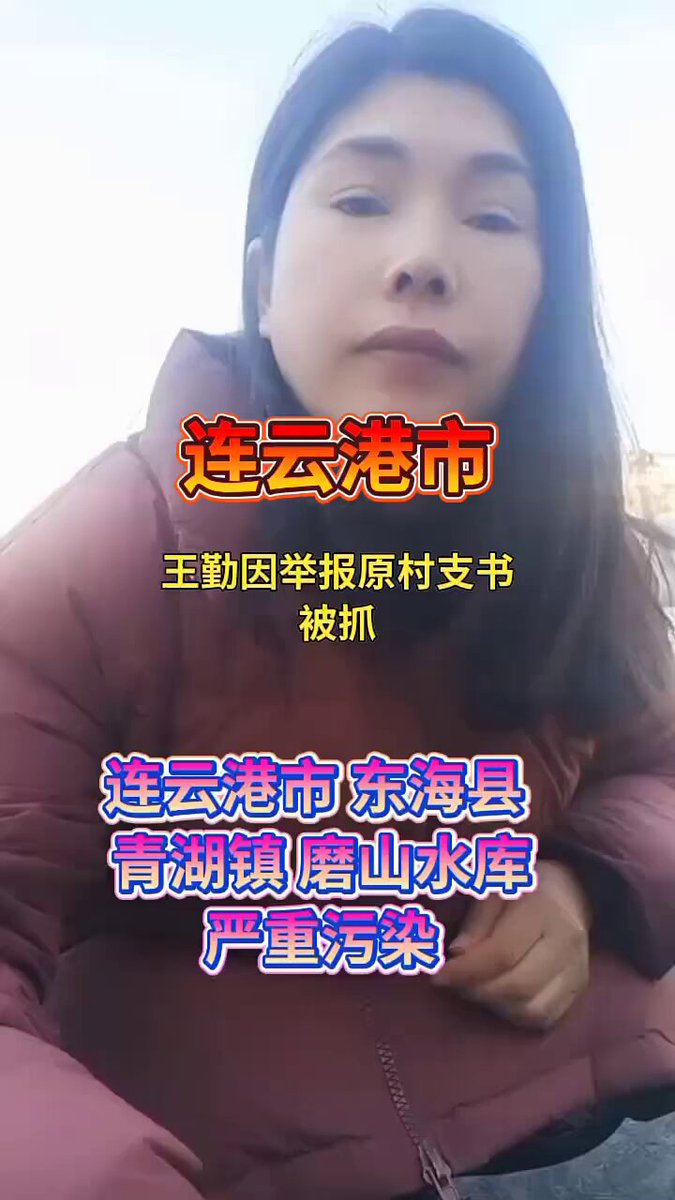 连云港市
王勤因举报原村支书
被抓
连云港市 东海县
青湖镇 磨山水库
严重污染